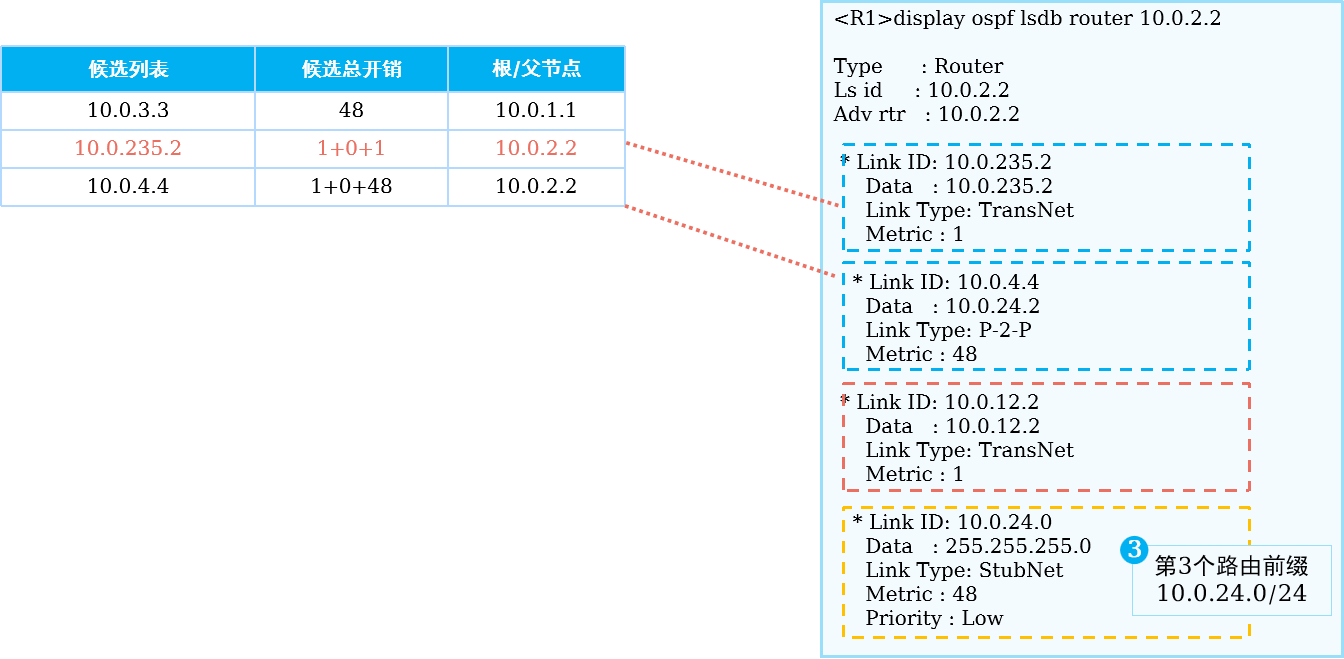 候选列表 候选总开销 根/父节点
10.0.3.3 48 10.0.1.1
10.0.235.2 1+0+1 10.0.2.2
10.0.4.4 1+0+48 10.0.2.2
<R1>display ospf lsdb router 10.0.2.2
Type : Router
Ls id : 10.0.2.2
Adv rtr : 10.0.2.2
* Link ID: 10.0.235.2
Data : 10.0.235.2
Link Type: TransNet
Metric : 1
* Link ID: 10.0.4.4
Data : 10.0.24.2
Link Type: P-2-P
Metric : 48
* Link ID: 10.0.12.2
Data : 10.0.12.2
Link Type: TransNet
Metric : 1
* Link ID: 10.0.24.0
Data : 255.255.255.0
Link Type: StubNet
Metric : 48
Priority : Low
3
第3个路由前缀
10.0.24.0/24